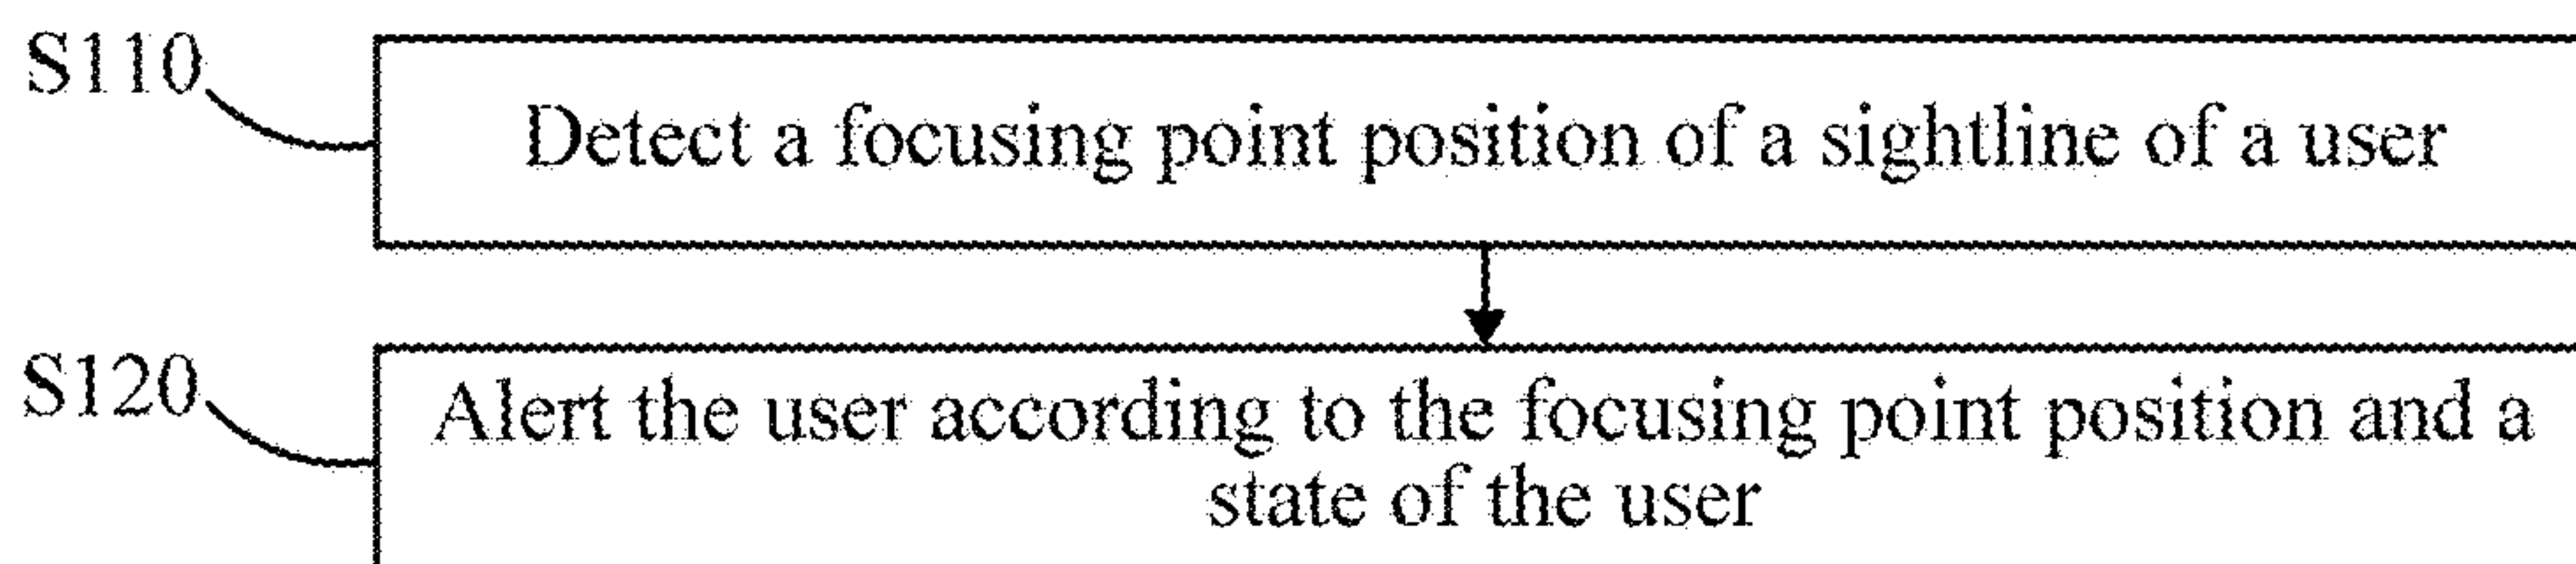 S110
Detect a focusing point position of a sightline of a user
S120
Alert the user according to the focusing point position and a
state of the user